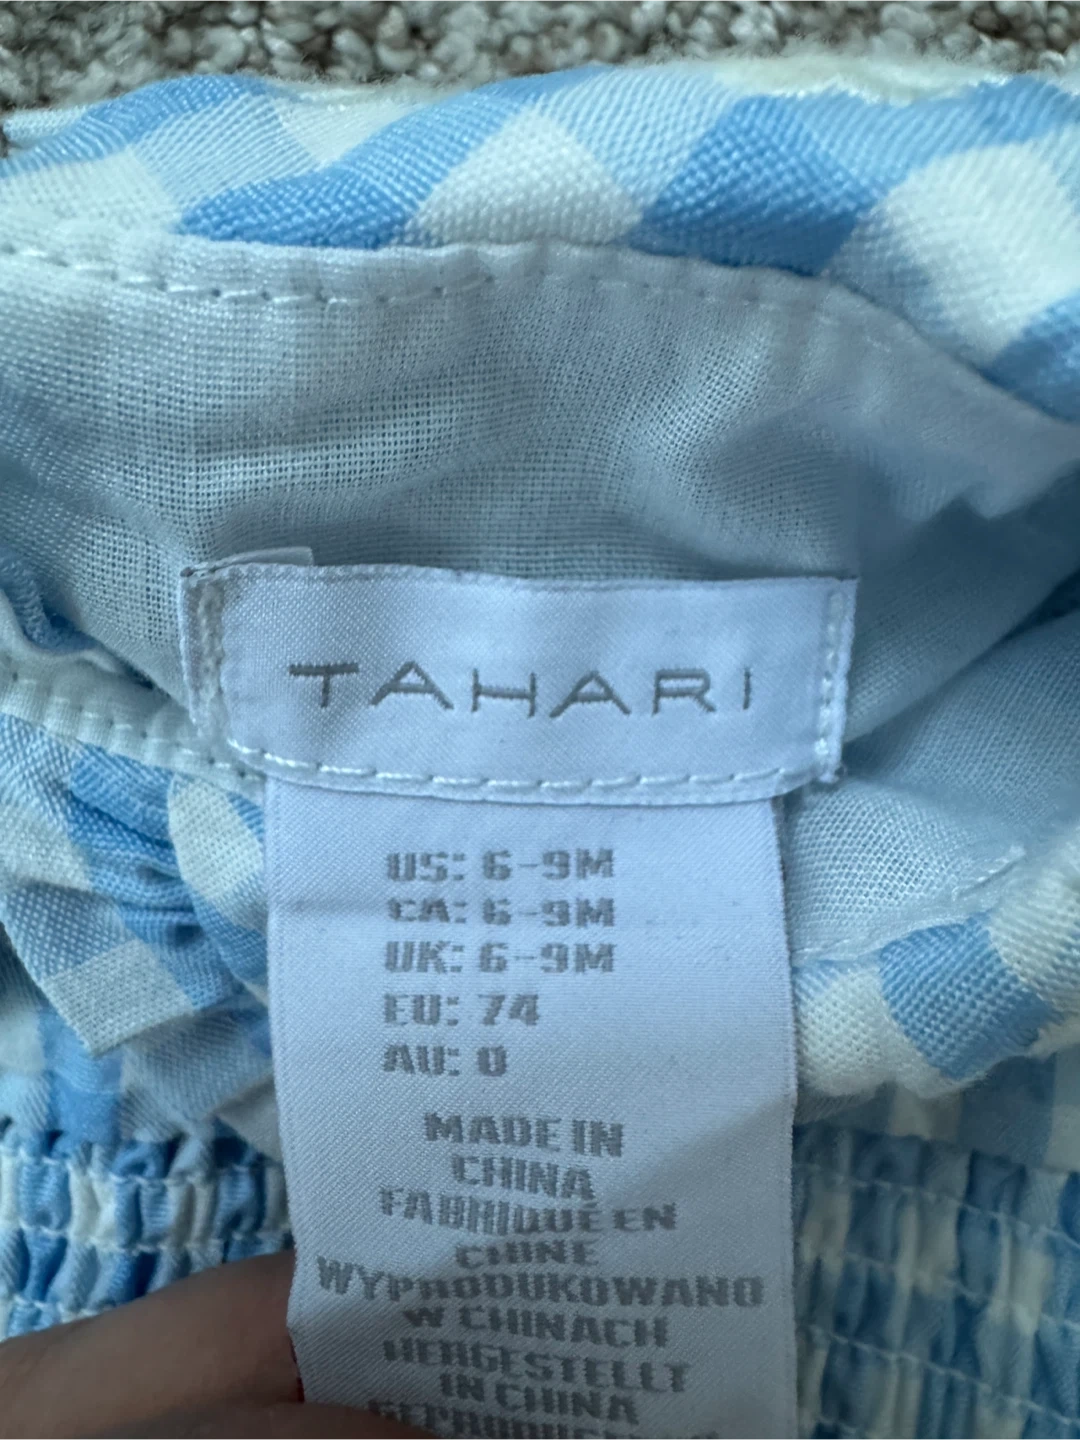 TAHARI
US: 6-9M
CA: 6-9M
UK: 6-9M
EU: 74
AU: 0
MADE IN
CHINA
FABRIQUÉ EN
CHINE
WYPRODUKOWANO
W CHINACH
HERGESTELLT
IN CHINA